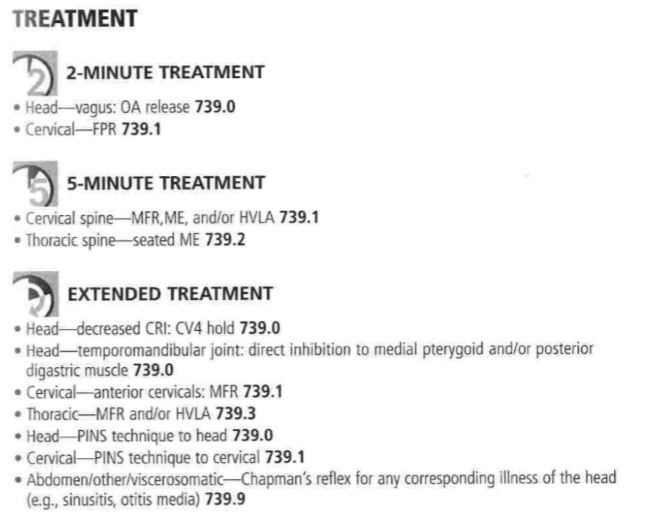 TREATMENT
2 2-MINUTE TREATMENT
• Head—vagus: OA release 739.0
• Cervical—FPR 739.1
5 5-MINUTE TREATMENT
• Cervical spine—MFR,ME, and/or HVLA 739.1
• Thoracic spine—seated ME 739.2
EXTENDED TREATMENT
• Head—decreased CRI: CV4 hold 739.0
• Head—temporomandibular joint: direct inhibition to medial pterygoid and/or posterior
digastric muscle 739.0
• Cervical—anterior cervicals: MFR 739.1
• Thoracic—MFR and/or HVLA 739.3
• Head—PINS technique to head 739.0
• Cervical—PINS technique to cervical 739.1
• Abdomen/other/viscerosomatic—Chapman's reflex for any corresponding illness of the head
(e.g., sinusitis, otitis media) 739.9